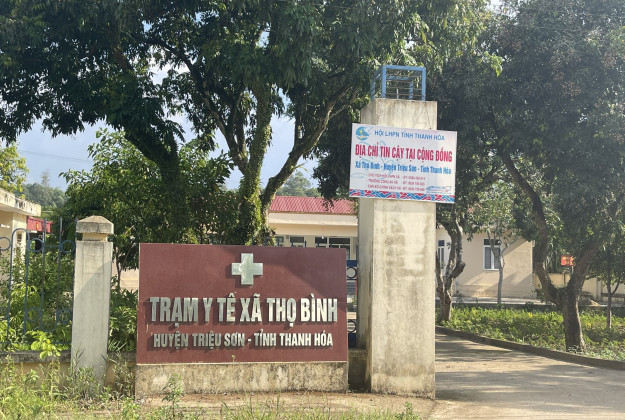 HỘI LHPN TỈNH THANH HÓA
ĐỊA CHỈ TIN CẬY TẠI CỘNG ĐỒNG
Xã Thọ Bình - Huyện Triệu Sơn - Tỉnh Thanh Hóa
TRẠM Y TẾ XÃ THỌ BÌNH
HUYỆN TRIỆU SƠN - TỈNH THANH HÓA